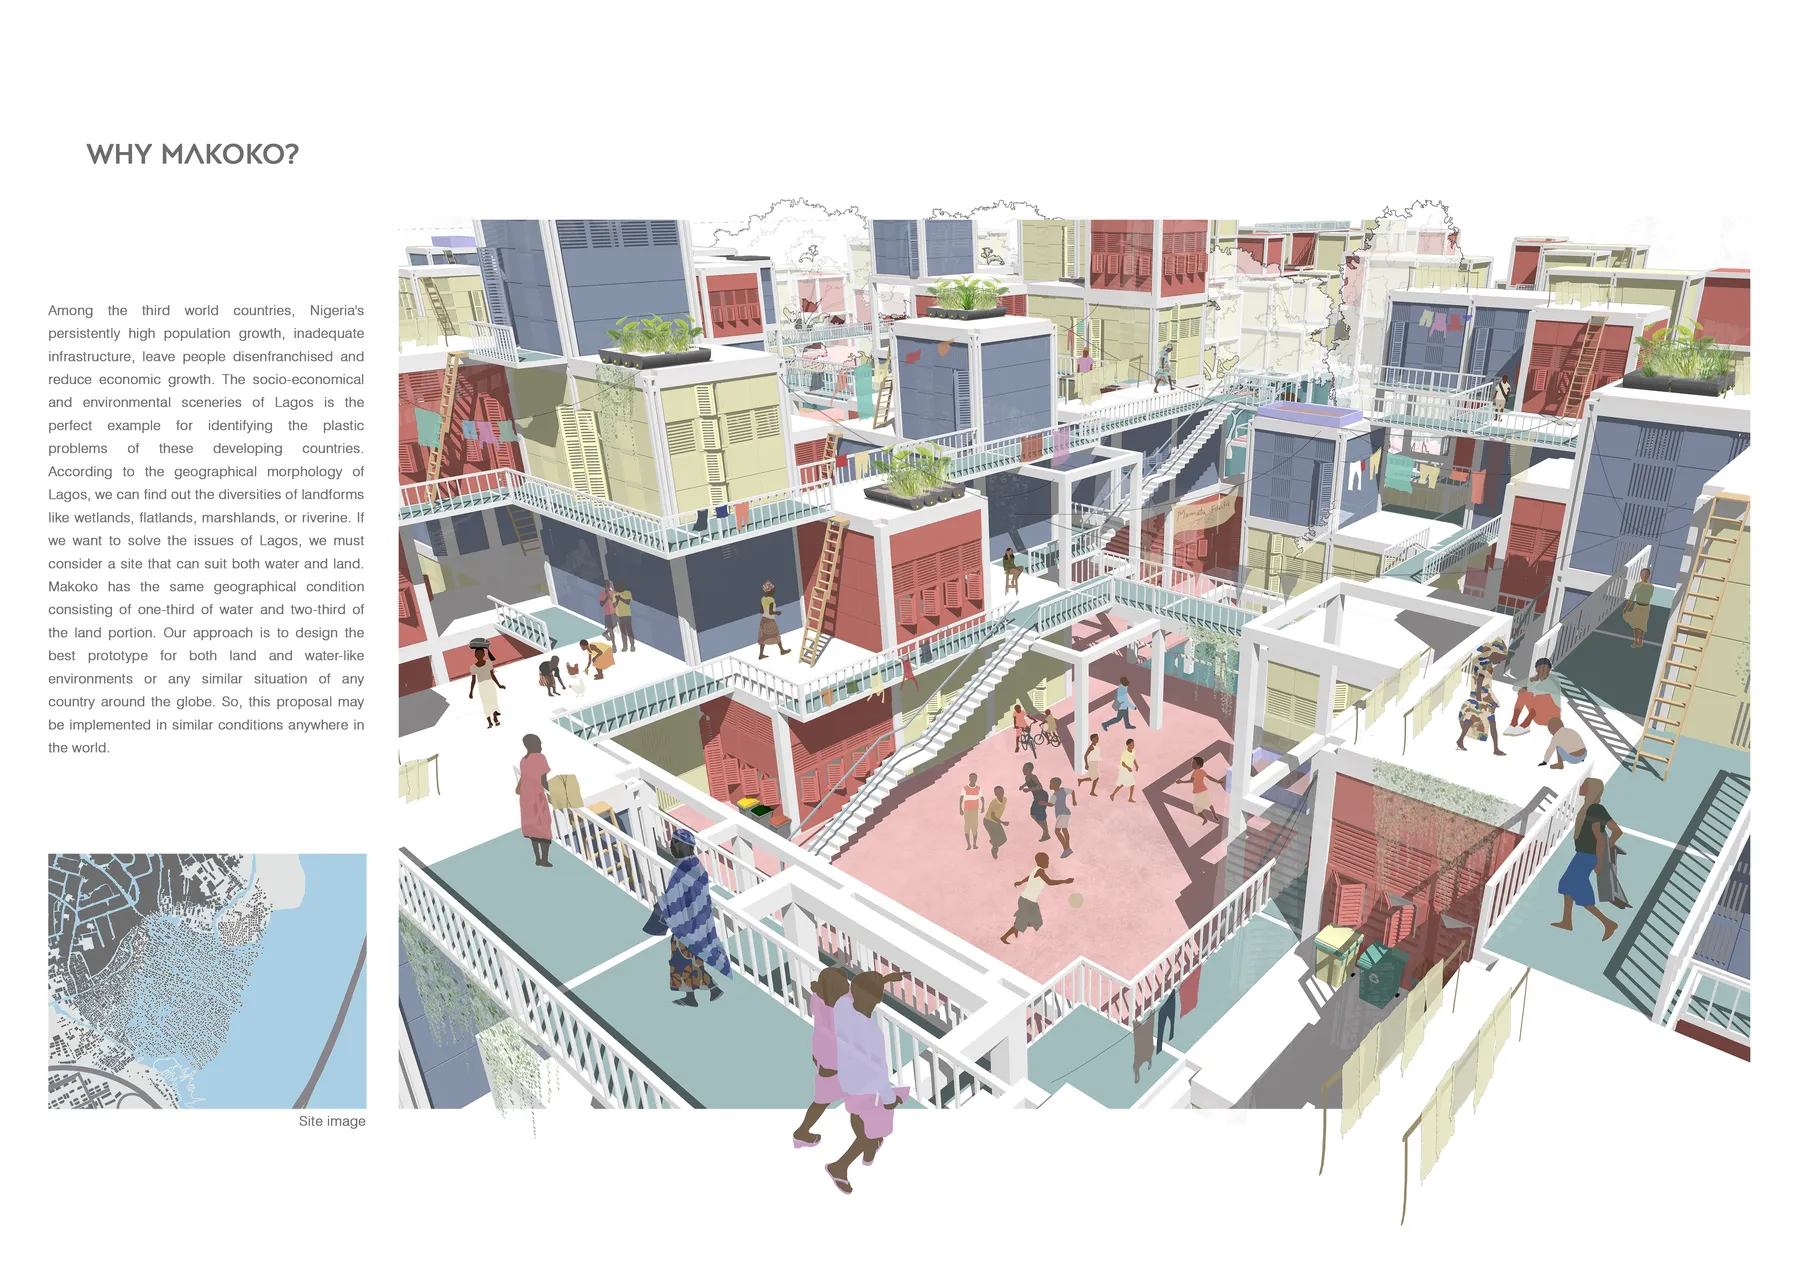 WHY MAKOKO?
Among the third world countries, Nigeria's
persistently high population growth, inadequate
infrastructure, leave people disenfranchised and
reduce economic growth. The socio-economical
and environmental sceneries of Lagos is the
perfect example for identifying the plastic
problems of these developing countries.
According to the geographical morphology of
Lagos, we can find out the diversities of landforms
like wetlands, flatlands, marshlands, or riverine. If
we want to solve the issues of Lagos, we must
consider a site that can suit both water and land.
Makoko has the same geographical condition
consisting of one-third of water and two-third of
the land portion. Our approach is to design the
best prototype for both land and water-like
environments or any similar situation of any
country around the globe. So, this proposal may
be implemented in similar conditions anywhere in
the world.
Site image